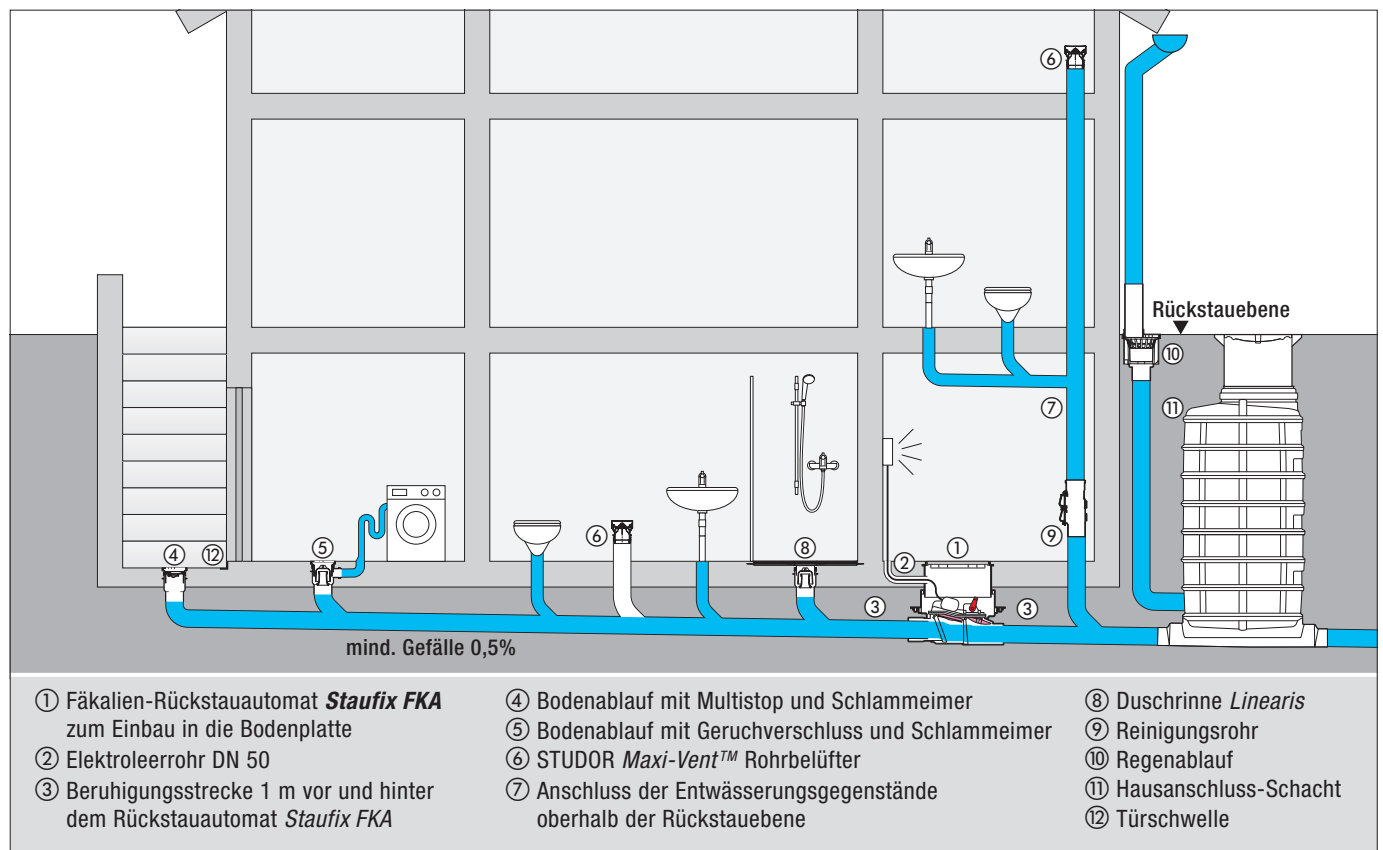 ⑥
Rückstauebene
⑩
⑪
⑦
⑨
④
⑫
⑤
⑥
⑧
②
①
③
③
mind. Gefälle 0,5%
① Fäkalien-Rückstauautomat Staufix FKA
zum Einbau in die Bodenplatte
② Elektroleerrohr DN 50
③ Beruhigungsstrecke 1 m vor und hinter
dem Rückstauautomat Staufix FKA
④ Bodenablauf mit Multistop und Schlammeimer
⑤ Bodenablauf mit Geruchverschluss und Schlammeimer
⑥ STUDOR Maxi-Vent™ Rohrbelüfter
⑦ Anschluss der Entwässerungsgegenstände
oberhalb der Rückstauebene
⑧ Duschrinne Linearis
⑨ Reinigungsrohr
⑩ Regenablauf
⑪ Hausanschluss-Schacht
⑫ Türschwelle